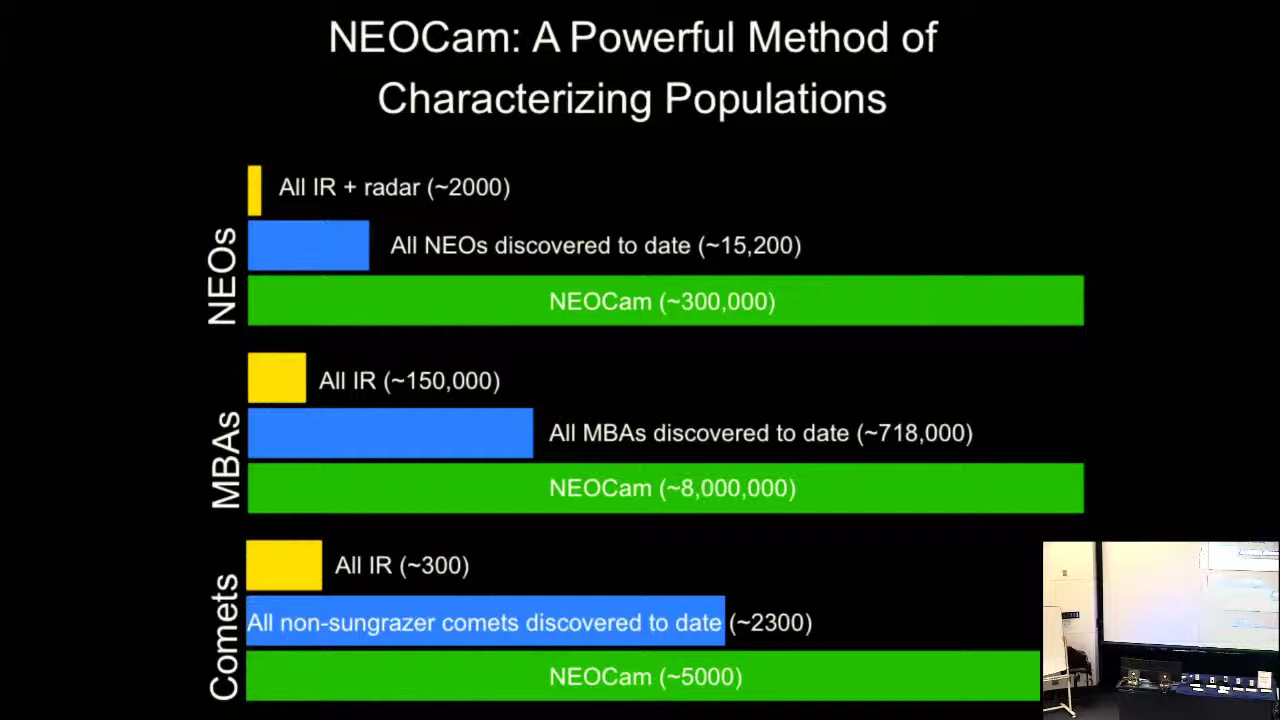 NEOCam: A Powerful Method of
Characterizing Populations
NEOs
All IR + radar (~2000)
All NEOs discovered to date (~15,200)
NEOCam (~300,000)
MBAs
All IR (~150,000)
All MBAs discovered to date (~718,000)
NEOCam (~8,000,000)
Comets
All IR (~300)
All non-sungrazer comets discovered to date (~2300)
NEOCam (~5000)